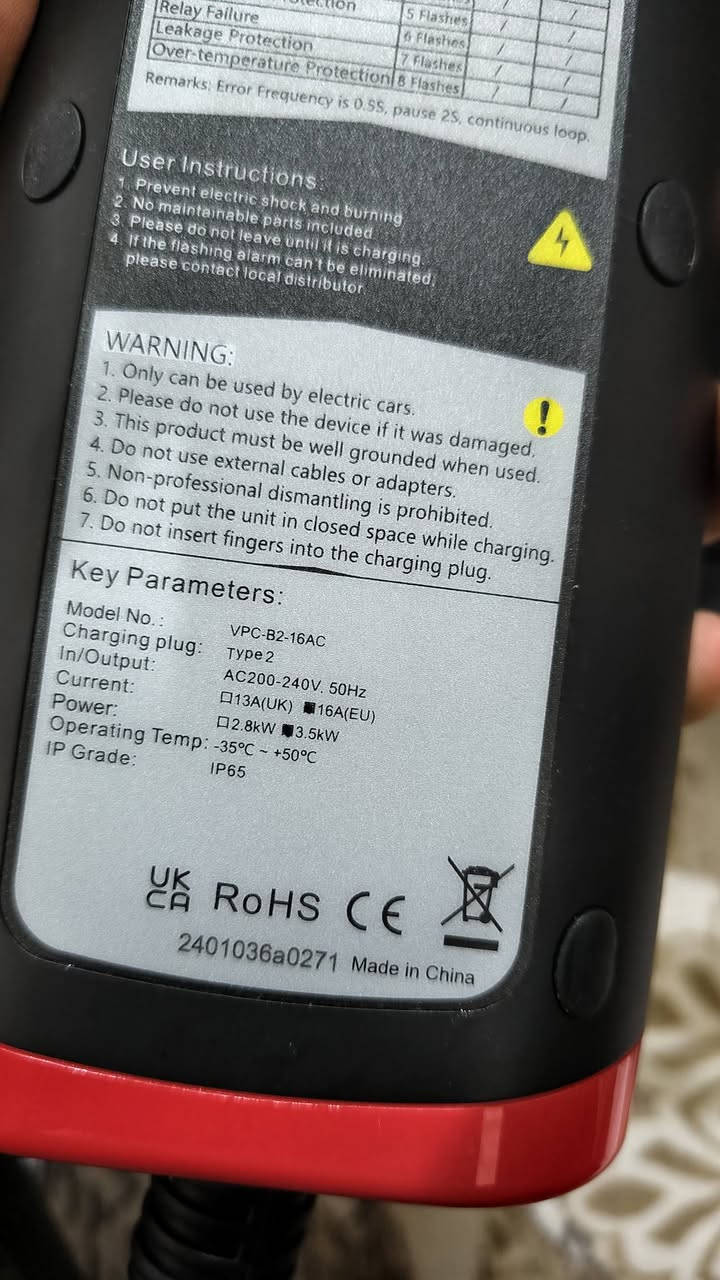 Relay Failure 5 Flashes / /
Leakage Protection 6 Flashes / /
Over-temperature Protection 7 Flashes / /
8 Flashes / /
Remarks: Error Frequency is 0.5S, pause 2S, continuous loop.
User Instructions:
1. Prevent electric shock and burning
2. No maintainable parts included
3. Please do not leave until it is charging.
4. If the flashing alarm can't be eliminated,
please contact local distributor
WARNING:
1. Only can be used by electric cars.
2. Please do not use the device if it was damaged.
3. This product must be well grounded when used.
4. Do not use external cables or adapters.
5. Non-professional dismantling is prohibited.
6. Do not put the unit in closed space while charging.
7. Do not insert fingers into the charging plug.
Key Parameters:
Model No.: VPC-B2-16AC
Charging plug: Type 2
In/Output: AC200-240V. 50Hz
Current: □13A(UK) ■16A(EU)
Power: □2.8kW ■3.5kW
Operating Temp: -35℃ ~ +50℃
IP Grade: IP65
UK
CA RoHS CE
2401036a0271 Made in China